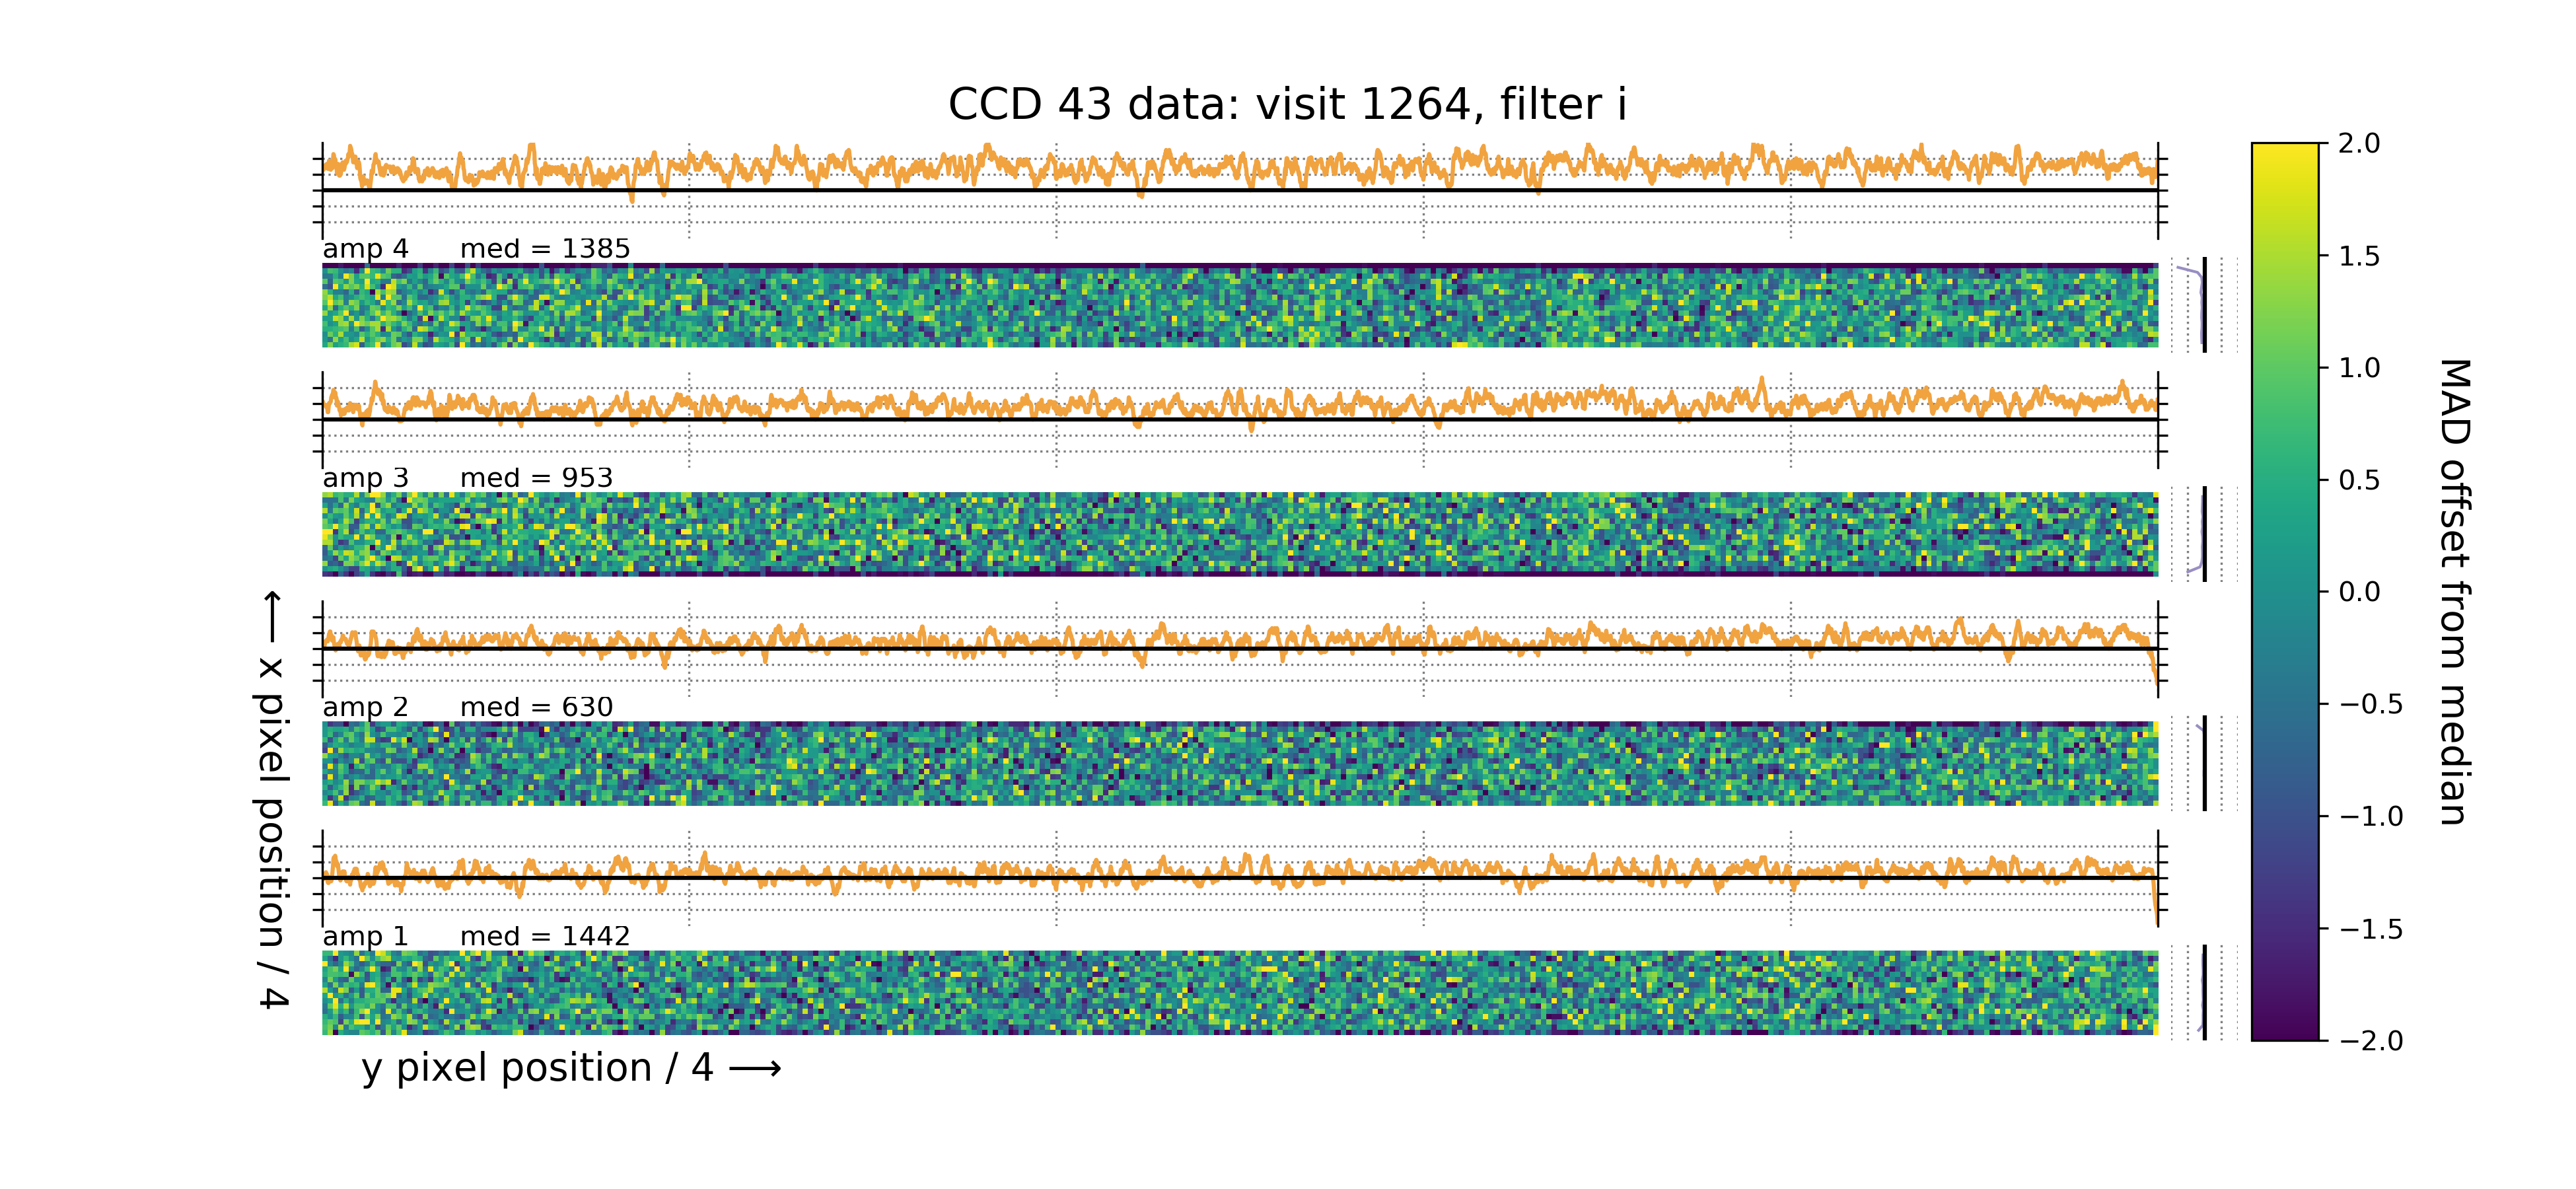 CCD 43 data: visit 1264, filter i
amp 4 med = 1385
amp 3 med = 953
amp 2 med = 630
amp 1 med = 1442
⟵ x pixel position / 4
y pixel position / 4 ⟶
2.0
1.5
1.0
0.5
0.0
−0.5
−1.0
−1.5
−2.0
MAD offset from median